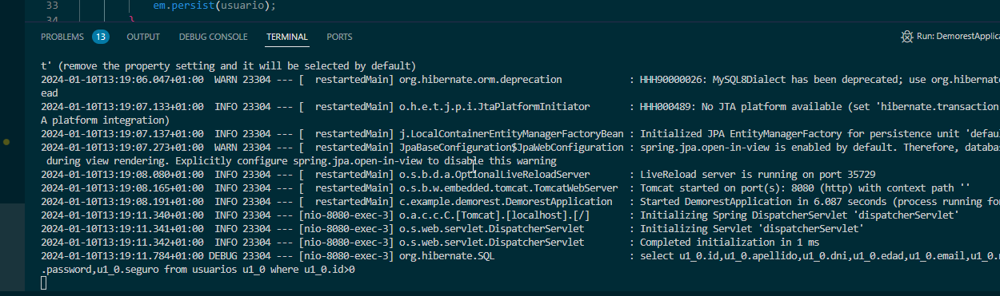 33 em.persist(usuario);
34 }
PROBLEMS 13 OUTPUT DEBUG CONSOLE TERMINAL PORTS Run: DemorestApplica
t' (remove the property setting and it will be selected by default)
2024-01-10T13:19:06.047+01:00  WARN 23304 --- [  restartedMain] org.hibernate.orm.deprecation            : HHH90000026: MySQL8Dialect has been deprecated; use org.hibernate
ead
2024-01-10T13:19:07.133+01:00  INFO 23304 --- [  restartedMain] o.h.e.t.j.p.i.JtaPlatformInitiator       : HHH000489: No JTA platform available (set 'hibernate.transaction
A platform integration)
2024-01-10T13:19:07.137+01:00  INFO 23304 --- [  restartedMain] j.LocalContainerEntityManagerFactoryBean : Initialized JPA EntityManagerFactory for persistence unit 'defau
2024-01-10T13:19:07.273+01:00  WARN 23304 --- [  restartedMain] JpaBaseConfiguration$JpaWebConfiguration : spring.jpa.open-in-view is enabled by default. Therefore, databas
 during view rendering. Explicitly configure spring.jpa.open-in-view to disable this warning
2024-01-10T13:19:08.080+01:00  INFO 23304 --- [  restartedMain] o.s.b.d.a.OptionalLiveReloadServer       : LiveReload server is running on port 35729
2024-01-10T13:19:08.165+01:00  INFO 23304 --- [  restartedMain] o.s.b.w.embedded.tomcat.TomcatWebServer  : Tomcat started on port(s): 8080 (http) with context path ''
2024-01-10T13:19:08.191+01:00  INFO 23304 --- [  restartedMain] c.example.demorest.DemorestApplication   : Started DemorestApplication in 6.087 seconds (process running for
2024-01-10T13:19:11.340+01:00  INFO 23304 --- [nio-8080-exec-3] o.a.c.c.C.[Tomcat].[localhost].[/]       : Initializing Spring DispatcherServlet 'dispatcherServlet'
2024-01-10T13:19:11.341+01:00  INFO 23304 --- [nio-8080-exec-3] o.s.web.servlet.DispatcherServlet        : Initializing Servlet 'dispatcherServlet'
2024-01-10T13:19:11.342+01:00  INFO 23304 --- [nio-8080-exec-3] o.s.web.servlet.DispatcherServlet        : Completed initialization in 1 ms
2024-01-10T13:19:11.784+01:00 DEBUG 23304 --- [nio-8080-exec-3] org.hibernate.SQL                        : select u1_0.id,u1_0.apellido,u1_0.dni,u1_0.edad,u1_0.email,u1_0.n
.password,u1_0.seguro from usuarios u1_0 where u1_0.id>0